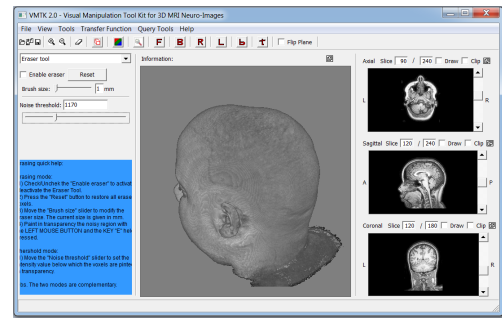 VMTK 2.0 - Visual Manipulation Tool Kit for 3D MRI Neuro-Images
File View Tools Transfer Function Query Tools Help
F B R L Flip Plane
Eraser tool
Enable eraser Reset
Brush size: 1 mm
Noise threshold: 1170
rasing quick help:
rasing mode:
) Check/Uncheck the "Enable eraser" to activat
eactivate the Eraser Tool.
) Press the "Reset" button to restore all erase
) Move the "Brush size" slider to modify the
raser size. The current size is given in mm.
) Paint in transparency the noisy region with
e LEFT MOUSE BUTTON and the KEY "E" hel
ressed.
hershold mode:
) Move the "Noise threshold" slider to set the
tensity value below which the voxels are
transparency.
bs. The two modes are complementary.
Information:
Axial Slice 90 / 240 Draw Clip
L R
Sagittal Slice 120 / 240 Draw Clip
A P
Coronal Slice 120 / 180 Draw Clip
L R